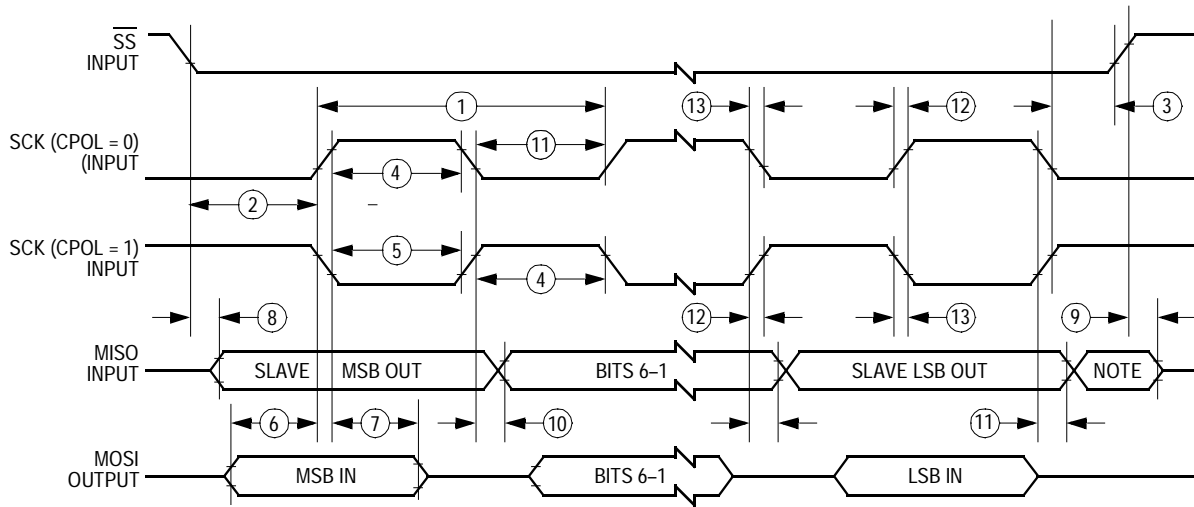 SS
INPUT
1
13
12
3
SCK (CPOL = 0)
(INPUT
11
4
2
–
SCK (CPOL = 1)
INPUT
5
4
8
12
13
9
MISO
INPUT
SLAVE MSB OUT
BITS 6–1
SLAVE LSB OUT
NOTE
6
7
10
11
MOSI
OUTPUT
MSB IN
BITS 6–1
LSB IN